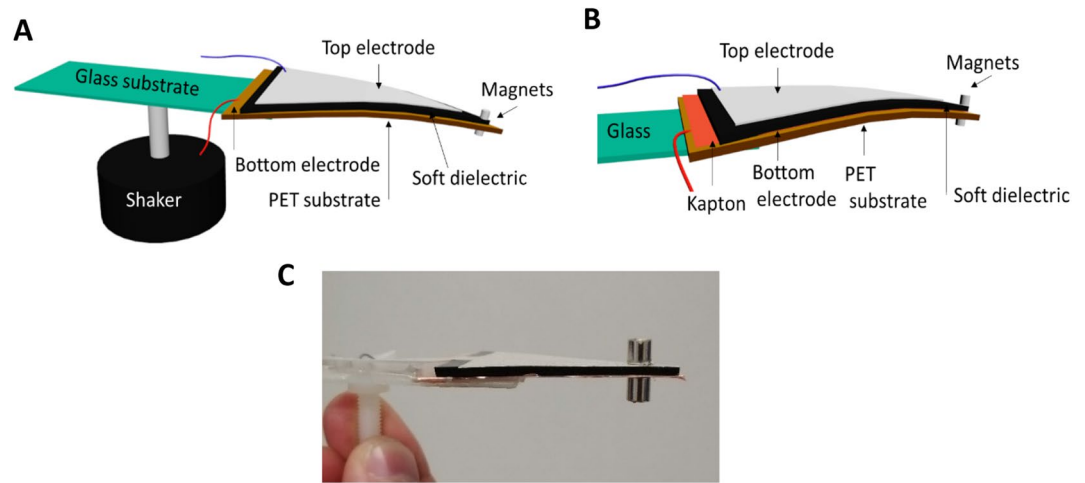 A
Top electrode
Magnets
Glass substrate
Bottom electrode
Soft dielectric
PET substrate
Shaker
B
Top electrode
Magnets
Glass
Bottom
electrode
PET
substrate
Soft dielectric
Kapton
C